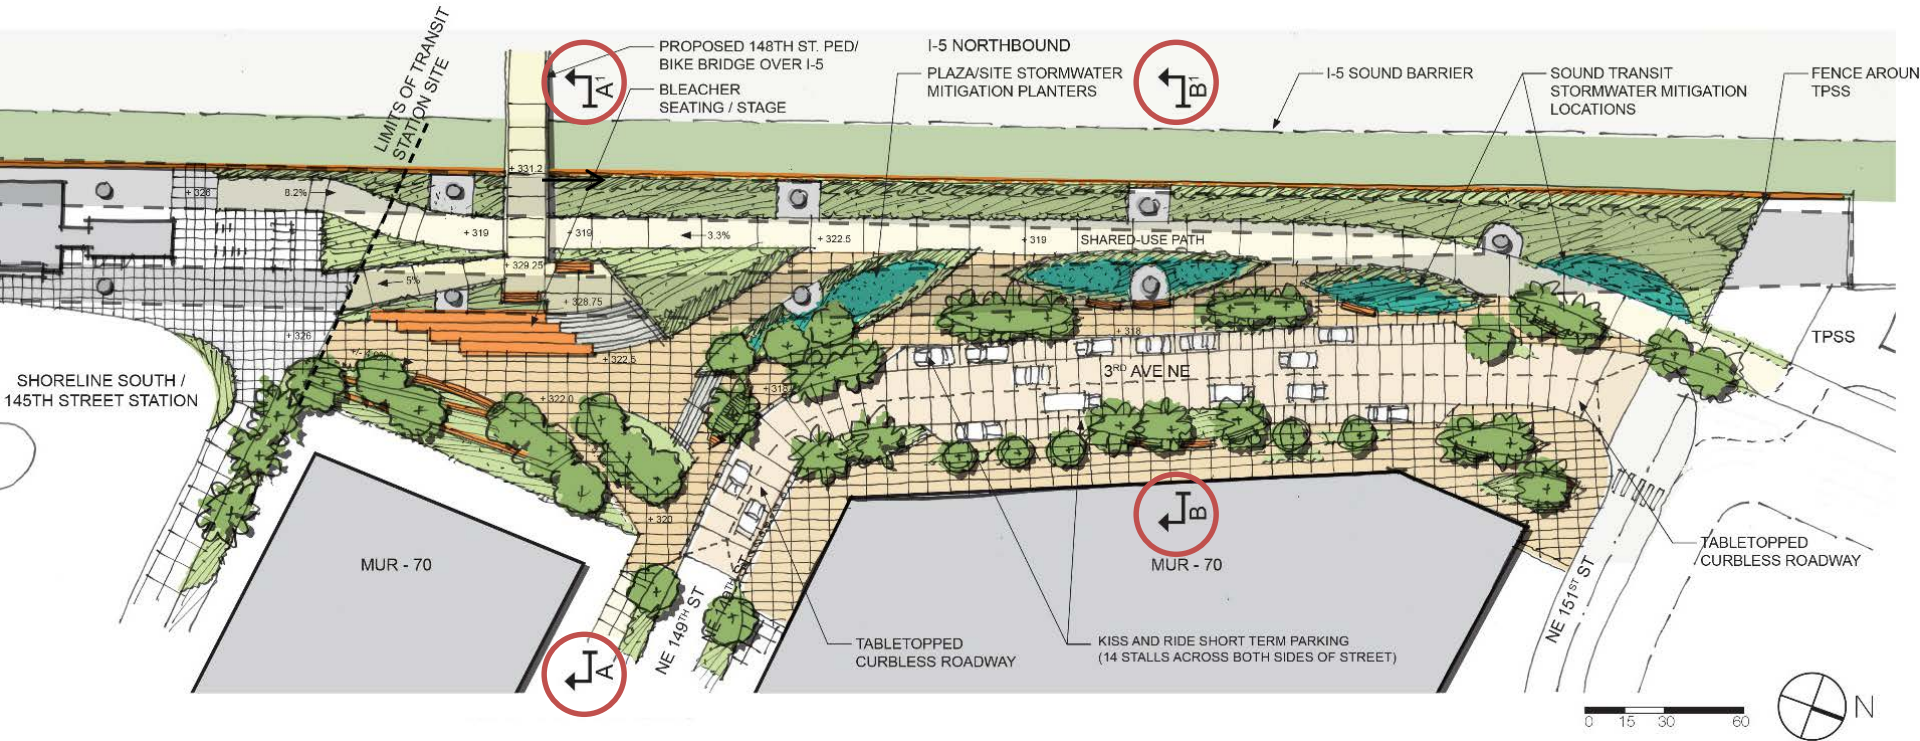 LIMITS OF TRANSIT
STATION SITE
PROPOSED 148TH ST. PED/
BIKE BRIDGE OVER I-5
BLEACHER
SEATING / STAGE
A1
I-5 NORTHBOUND
PLAZA/SITE STORMWATER
MITIGATION PLANTERS
B1
I-5 SOUND BARRIER
SOUND TRANSIT
STORMWATER MITIGATION
LOCATIONS
FENCE AROUN
TPSS
+ 331.2
+ 326
8.2%
+ 319
+ 319
3.3%
+ 322.5
+ 319
SHARED-USE PATH
+ 329.25
5%
+ 328.75
+ 326
+ 322.5
+ 318
+ 318
+ 322.0
+ 320
3RD AVE NE
TPSS
SHORELINE SOUTH /
145TH STREET STATION
MUR - 70
MUR - 70
A
B
NE 149TH ST
NE 149TH ST
NE 151ST ST
TABLETOPPED
CURBLESS ROADWAY
KISS AND RIDE SHORT TERM PARKING
(14 STALLS ACROSS BOTH SIDES OF STREET)
TABLETOPPED
CURBLESS ROADWAY
0 15 30 60
N